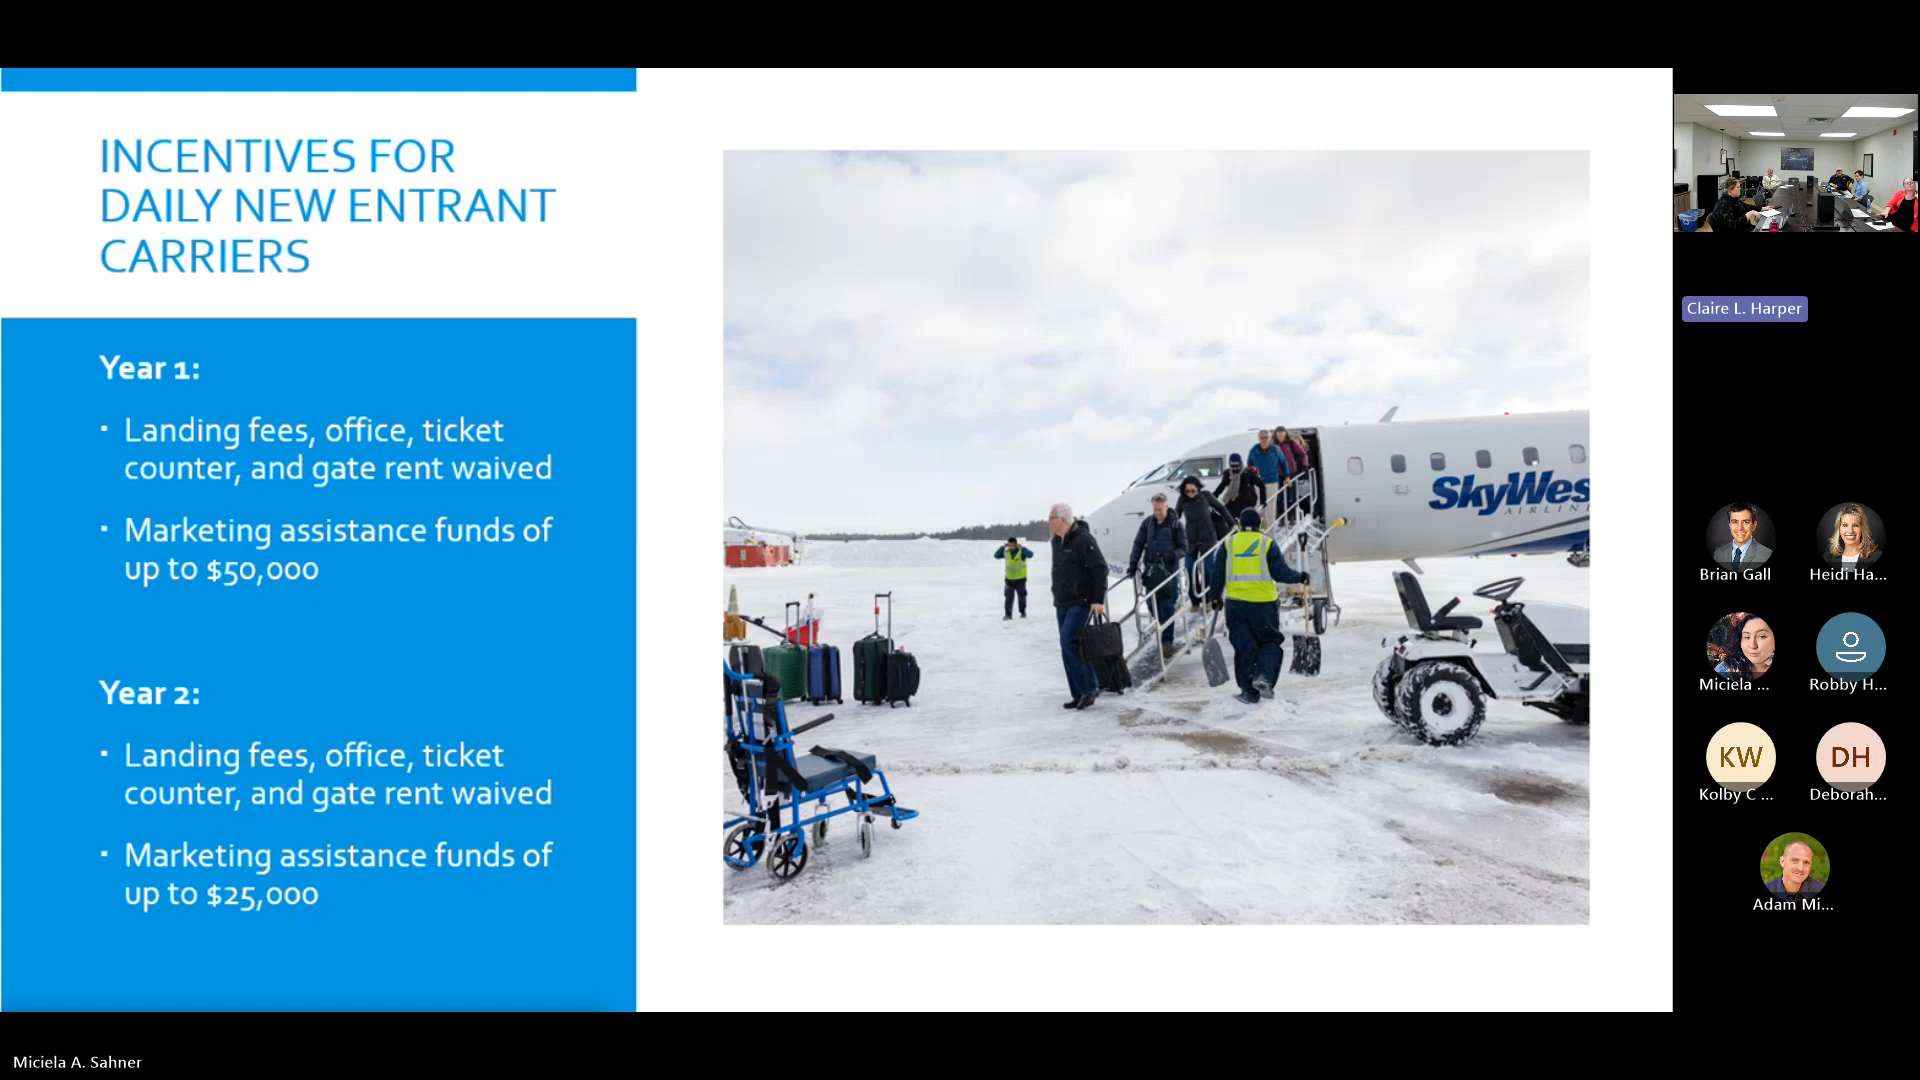 INCENTIVES FOR
DAILY NEW ENTRANT
CARRIERS
Year 1:
▪ Landing fees, office, ticket
counter, and gate rent waived
▪ Marketing assistance funds of
up to $50,000
Year 2:
▪ Landing fees, office, ticket
counter, and gate rent waived
▪ Marketing assistance funds of
up to $25,000
SkyWes
AIRLIN
Claire L. Harper
Brian Gall
Heidi Ha...
Miciela ...
Robby H...
KW
Kolby C ...
DH
Deborah...
Adam Mi...
Miciela A. Sahner